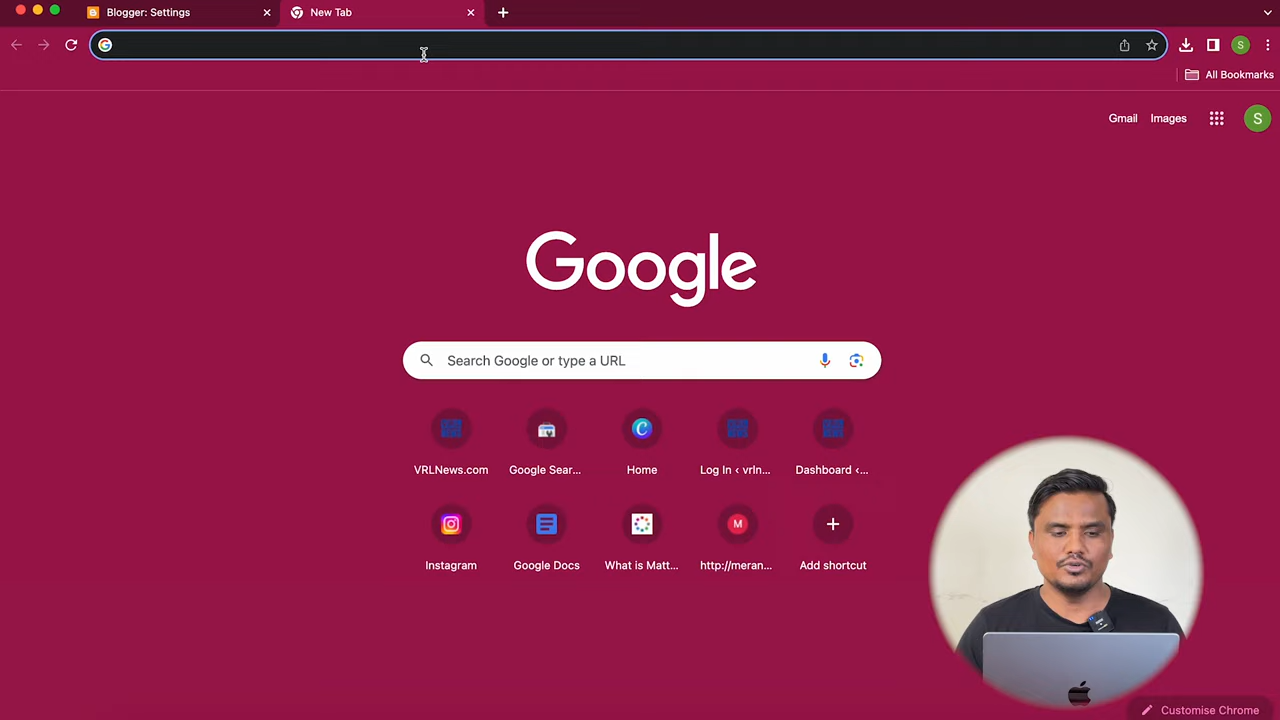 Blogger: Settings
New Tab
S
All Bookmarks
Gmail
Images
S
Google
Search Google or type a URL
VRLNews.com
Google Sear...
Home
Log In ‹ vrln...
Dashboard ‹...
M
Instagram
Google Docs
What is Matt...
http://meran...
Add shortcut
Customise Chrome